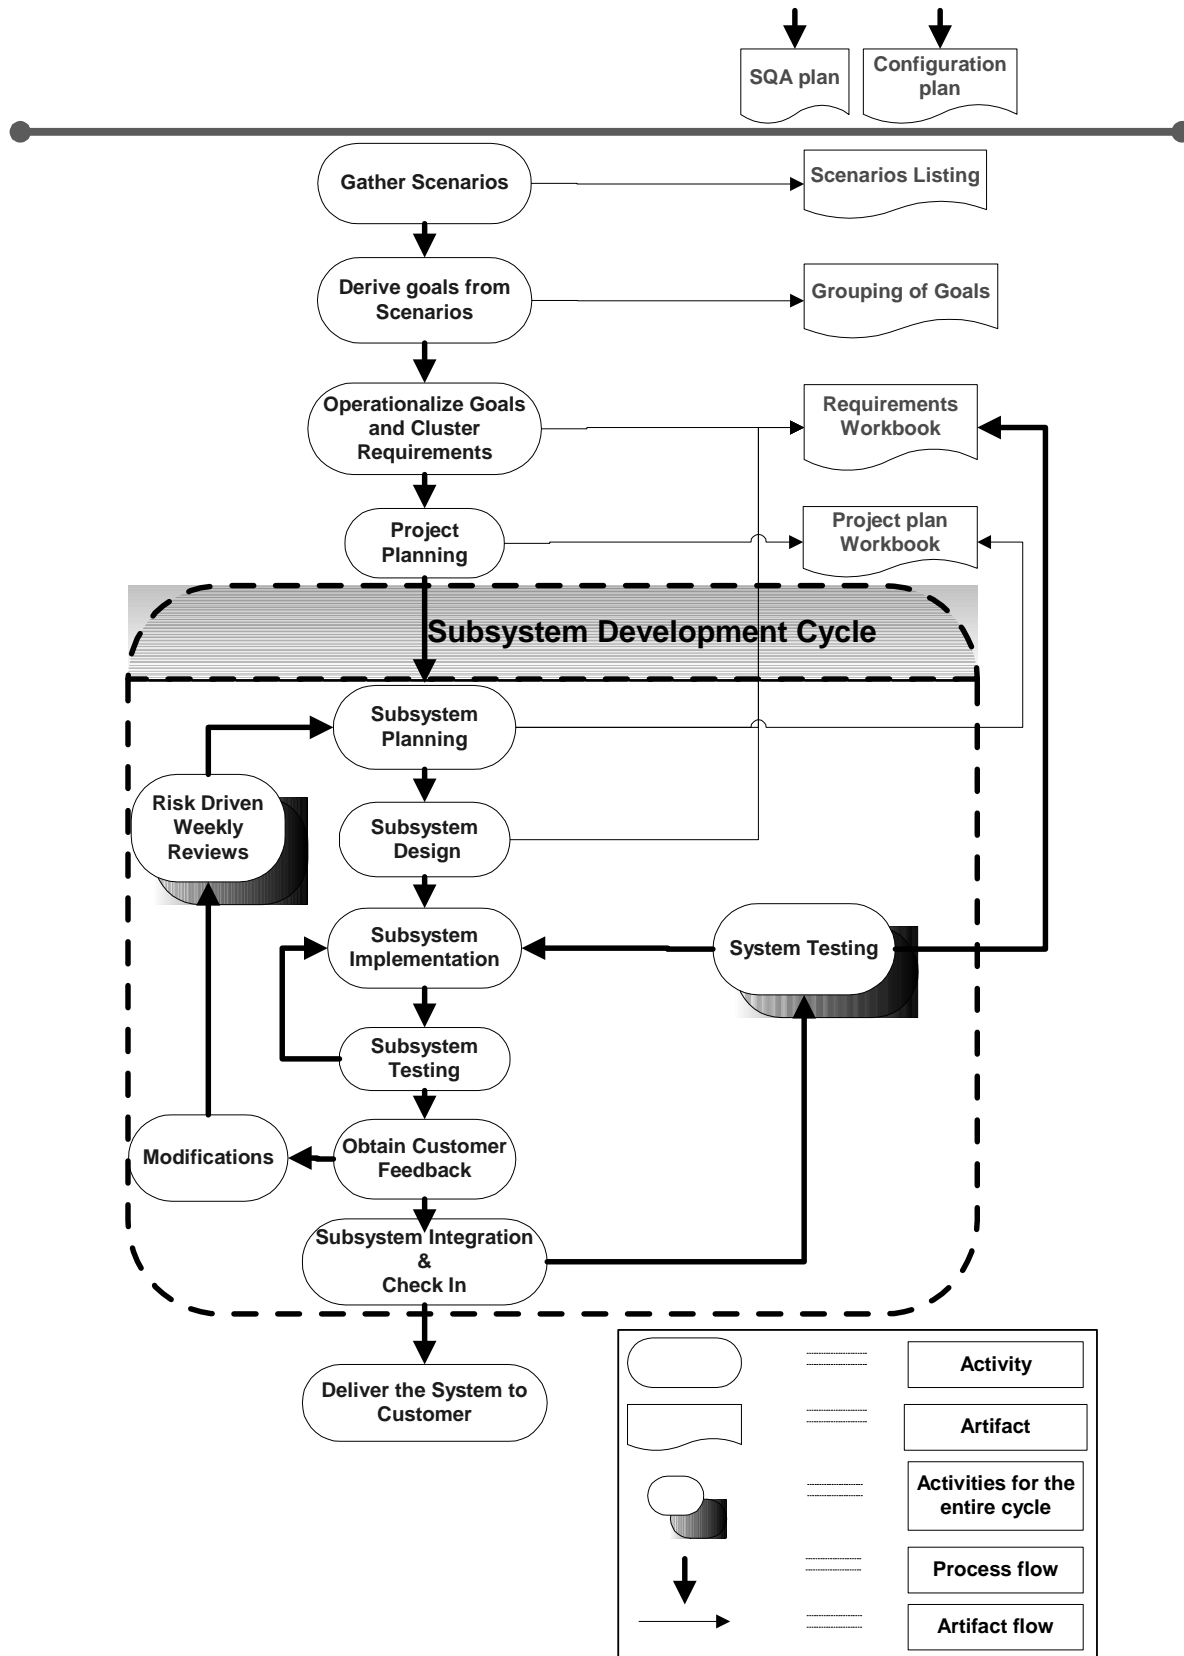 SQA plan
Configuration
plan
Gather Scenarios
Scenarios Listing
Derive goals from
Scenarios
Grouping of Goals
Operationalize Goals
and Cluster
Requirements
Requirements
Workbook
Project
Planning
Project plan
Workbook
Subsystem Development Cycle
Subsystem
Planning
Risk Driven
Weekly
Reviews
Subsystem
Design
Subsystem
Implementation
System Testing
Subsystem
Testing
Modifications
Obtain Customer
Feedback
Subsystem Integration
&
Check In
Deliver the System to
Customer
Activity
Artifact
Activities for the
entire cycle
Process flow
Artifact flow